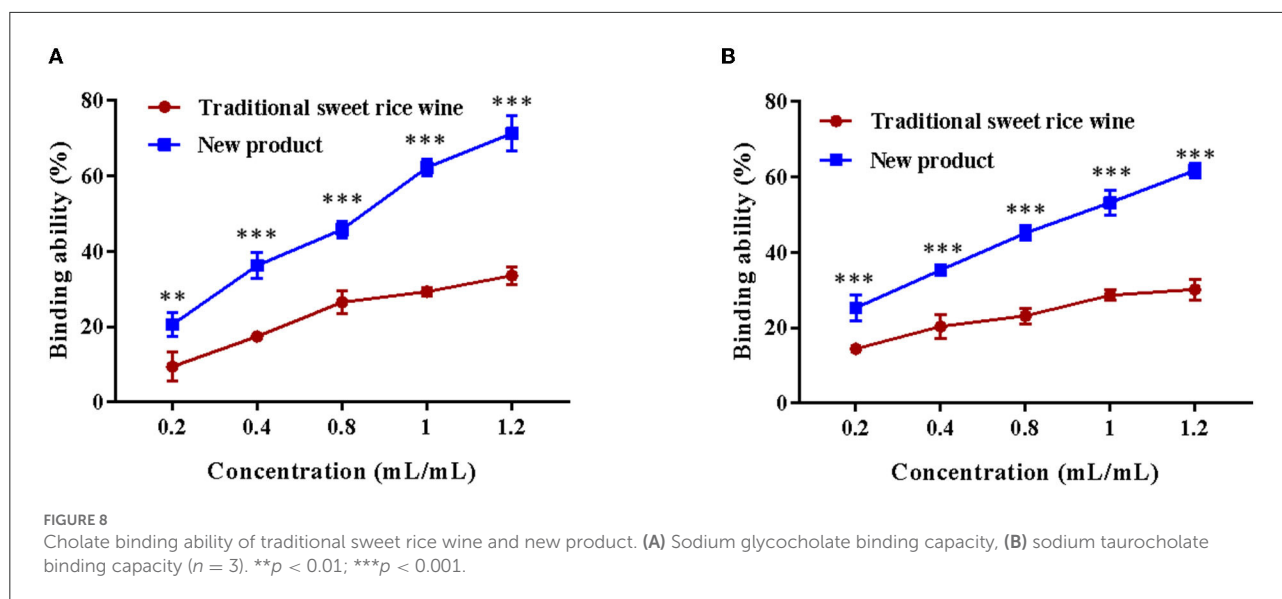 A
Binding ability (%)
80
60
40
20
0
Traditional sweet rice wine
New product
**
***
***
***
***
0.2 0.4 0.8 1 1.2
Concentration (mL/mL)
B
Binding ability (%)
80
60
40
20
0
Traditional sweet rice wine
New product
***
***
***
***
***
0.2 0.4 0.8 1 1.2
Concentration (mL/mL)
FIGURE 8
Cholate binding ability of traditional sweet rice wine and new product. (A) Sodium glycocholate binding capacity, (B) sodium taurocholate
binding capacity (n = 3). **p < 0.01; ***p < 0.001.